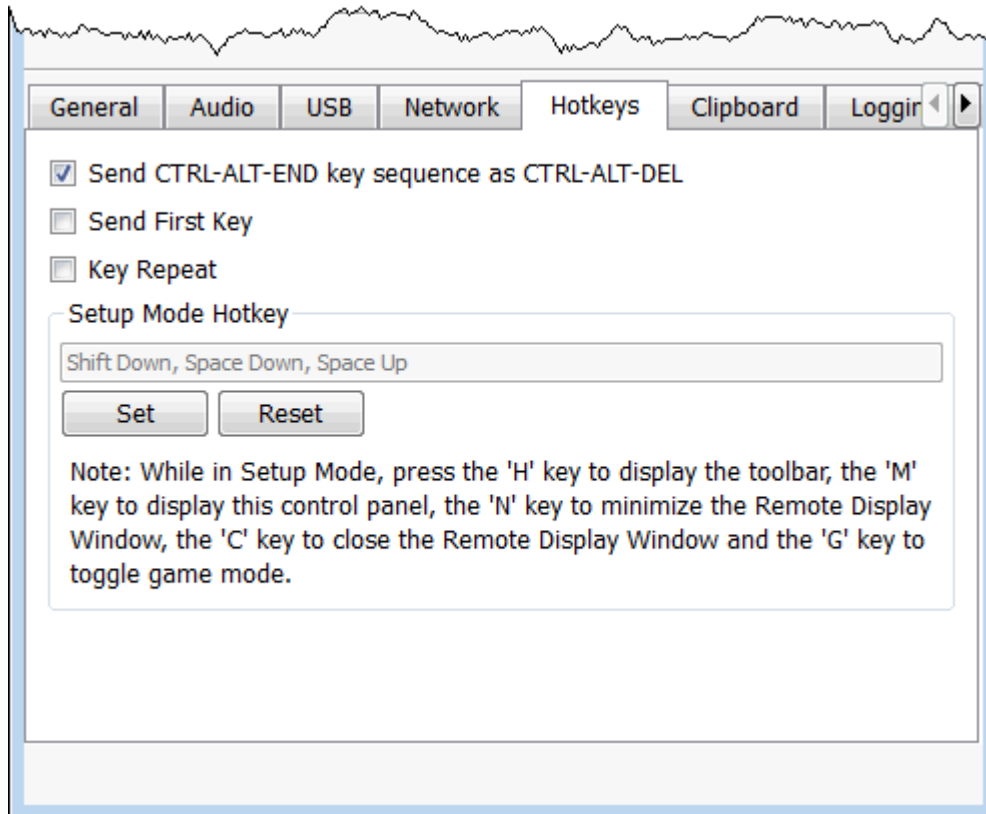 General Audio USB Network Hotkeys Clipboard Loggin
Send CTRL-ALT-END key sequence as CTRL-ALT-DEL
Send First Key
Key Repeat
Setup Mode Hotkey
Shift Down, Space Down, Space Up
Set Reset
Note: While in Setup Mode, press the 'H' key to display the toolbar, the 'M'
key to display this control panel, the 'N' key to minimize the Remote Display
Window, the 'C' key to close the Remote Display Window and the 'G' key to
toggle game mode.